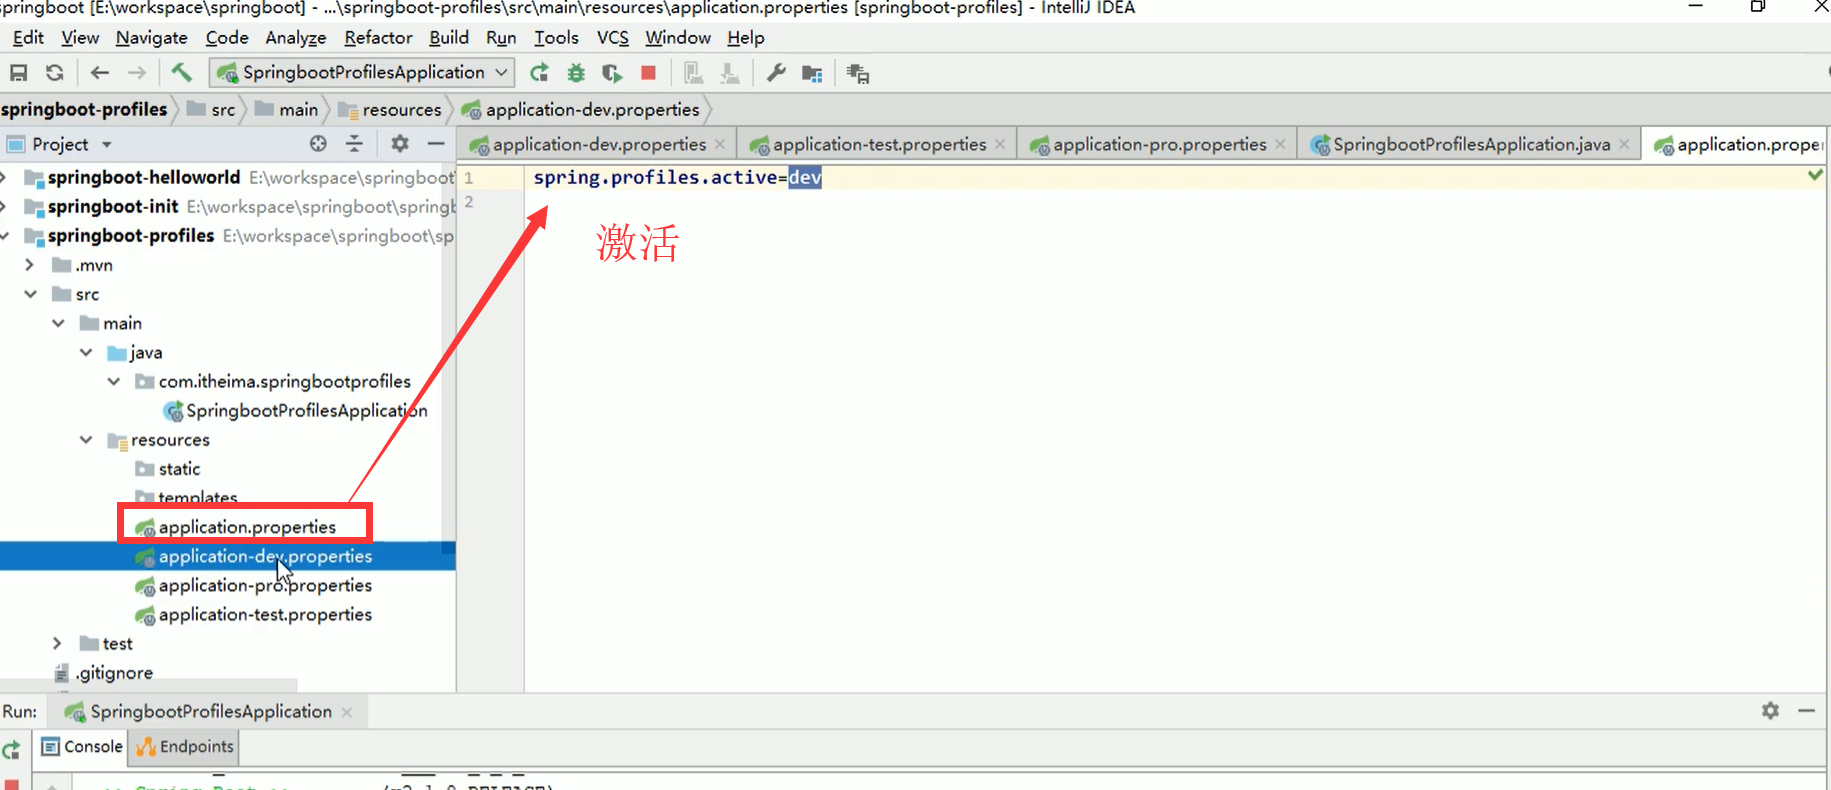 springboot [E:\workspace\springboot] - ...\springboot-profiles\src\main\resources\application.properties [springboot-profiles] - IntelliJ IDEA
Edit View Navigate Code Analyze Refactor Build Run Tools VCS Window Help
SpringbootProfilesApplication
springboot-profiles src main resources application-dev.properties
Project
application-dev.properties application-test.properties application-pro.properties SpringbootProfilesApplication.java application.proper
springboot-helloworld E:\workspace\springboot\
springboot-init E:\workspace\springboot\springb
springboot-profiles E:\workspace\springboot\sp
.mvn
src
main
java
com.itheima.springbootprofiles
SpringbootProfilesApplication
resources
static
templates
application.properties
application-dev.properties
application-pro.properties
application-test.properties
test
.gitignore
1 spring.profiles.active=dev
2
激活
Run: SpringbootProfilesApplication
Console Endpoints